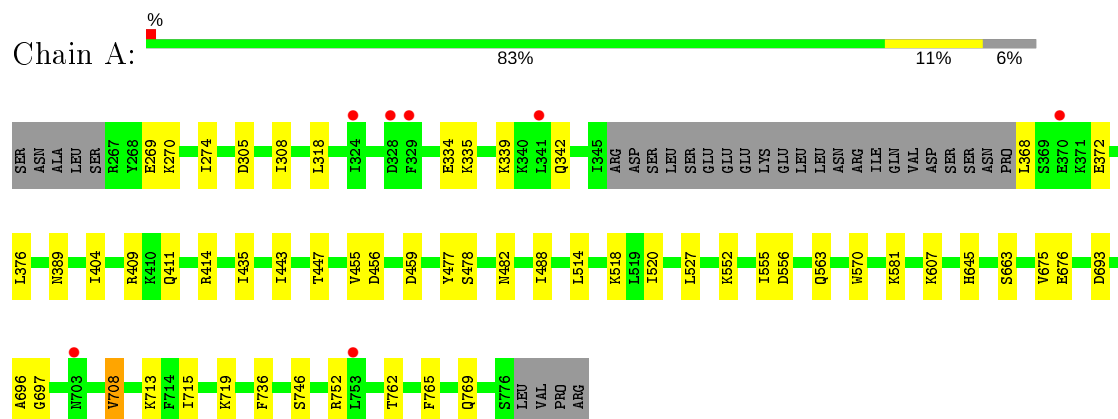 %
Chain A:
83% 11% 6%
SER ASN ALA LEU SER R267 Y268 E269 K270 I274 D305 I308 L318 I324 D328 F329 E334 K335 K339 K340 L341 Q342 I345 ARG ASP SER LEU SER GLU GLU GLU LYS GLU LEU LEU ASN ARG ILE GLN VAL ASP SER SER ASN PRO L368 S369 E370 K371 E372
L376 N389 I404 R409 K410 Q411 R414 I435 I443 T447 V455 D456 D459 Y477 S478 N482 I488 L514 K518 L519 I520 L527 K552 I555 D556 Q563 W570 K581 K607 H645 S663 V675 E676 D693
A696 G697 N703 V708 K713 F714 I715 K719 F736 S746 R752 L753 T762 F765 Q769 S776 LEU VAL PRO ARG